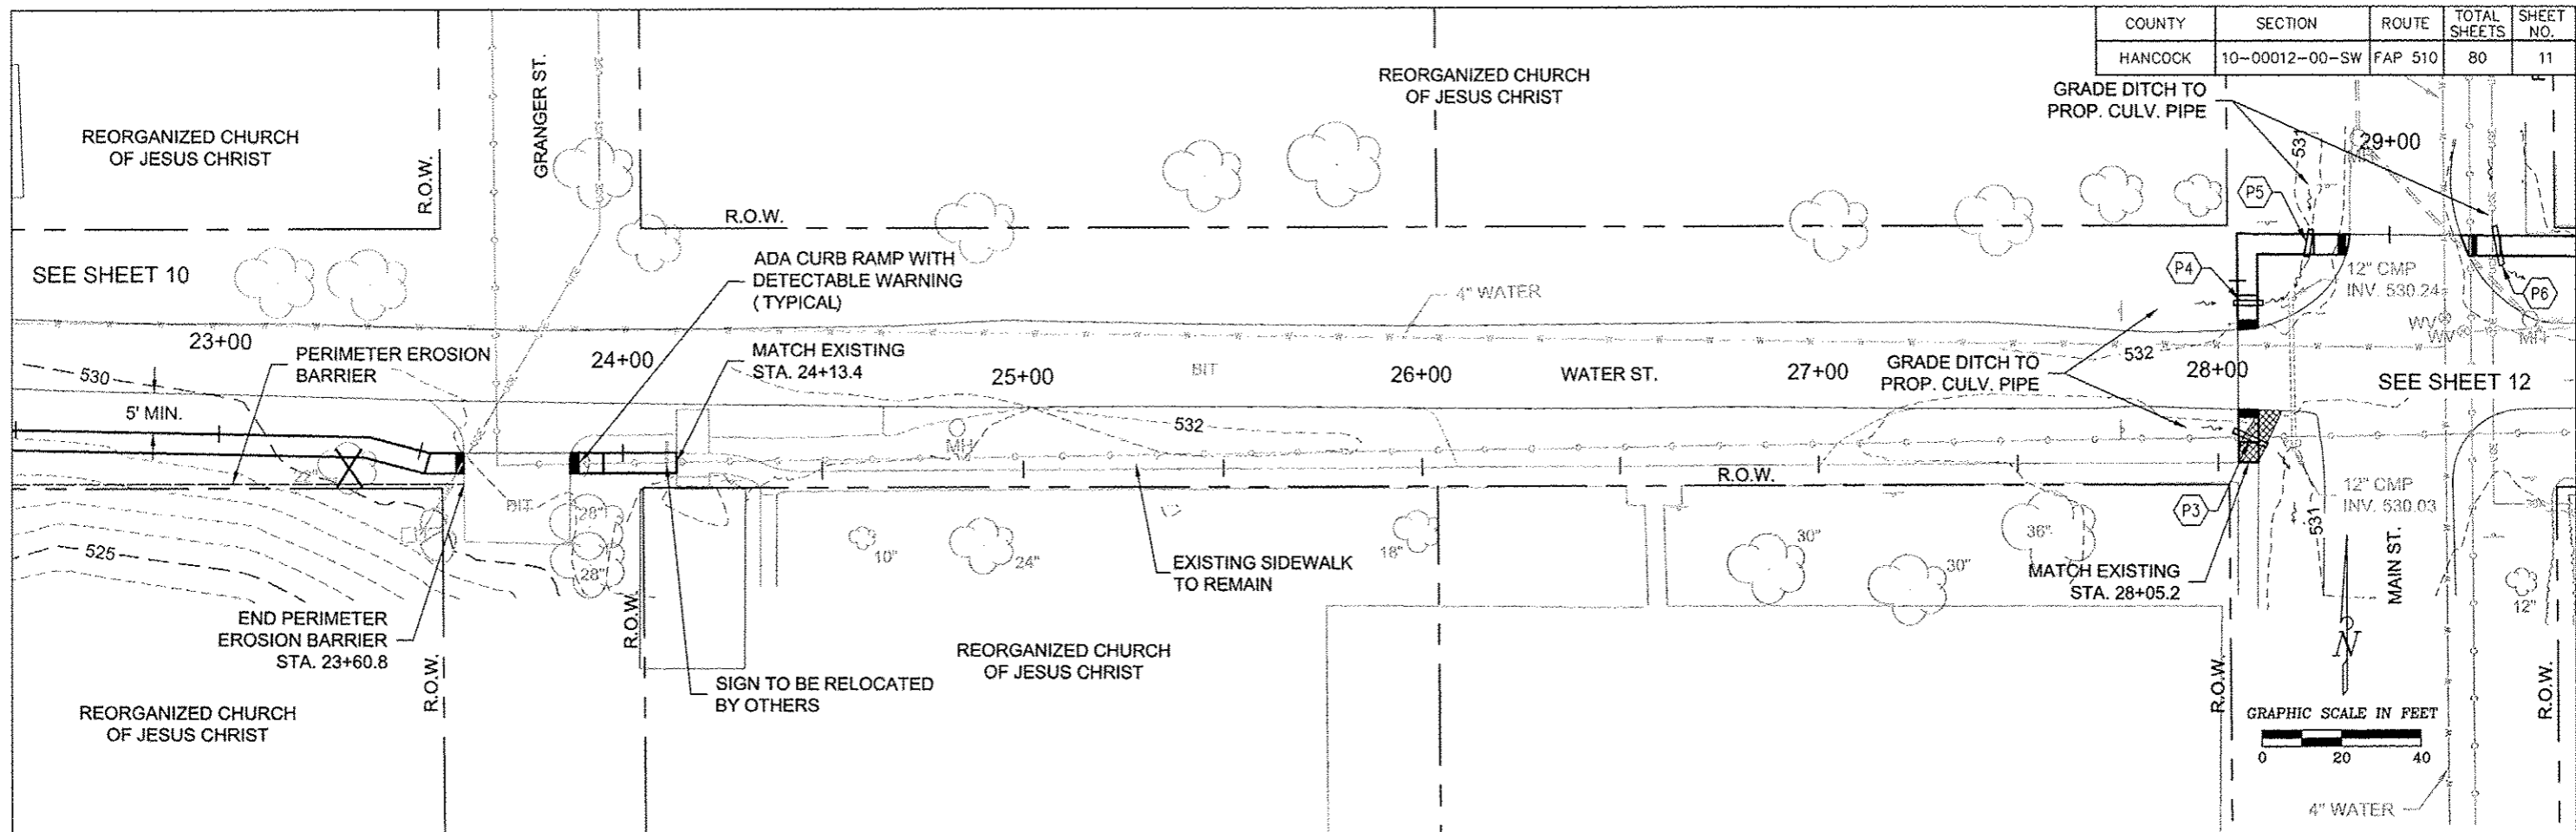 COUNTY SECTION ROUTE TOTAL SHEETS SHEET NO.
HANCOCK 10-00012-00-SW FAP 510 80 11
REORGANIZED CHURCH
OF JESUS CHRIST
R.O.W.
GRANGER ST.
R.O.W.
REORGANIZED CHURCH
OF JESUS CHRIST
GRADE DITCH TO
PROP. CULV. PIPE
531
29+00
P5
P4
12" CMP
INV. 530.24
P6
SEE SHEET 10
ADA CURB RAMP WITH
DETECTABLE WARNING
(TYPICAL)
4" WATER
WV
WV
MH
23+00
PERIMETER EROSION
BARRIER
24+00
MATCH EXISTING
STA. 24+13.4
25+00
BIT
26+00
WATER ST.
27+00
GRADE DITCH TO
PROP. CULV. PIPE
532
28+00
SEE SHEET 12
530
5' MIN.
MH
532
R.O.W.
22"
BIT
28"
28"
525
10"
24"
EXISTING SIDEWALK
TO REMAIN
18"
30"
30"
36"
P3
12" CMP
INV. 530.03
531
MATCH EXISTING
STA. 28+05.2
MAIN ST.
12"
END PERIMETER
EROSION BARRIER
STA. 23+60.8
R.O.W.
R.O.W.
SIGN TO BE RELOCATED
BY OTHERS
REORGANIZED CHURCH
OF JESUS CHRIST
REORGANIZED CHURCH
OF JESUS CHRIST
R.O.W.
N
R.O.W.
GRAPHIC SCALE IN FEET
0 20 40
4" WATER